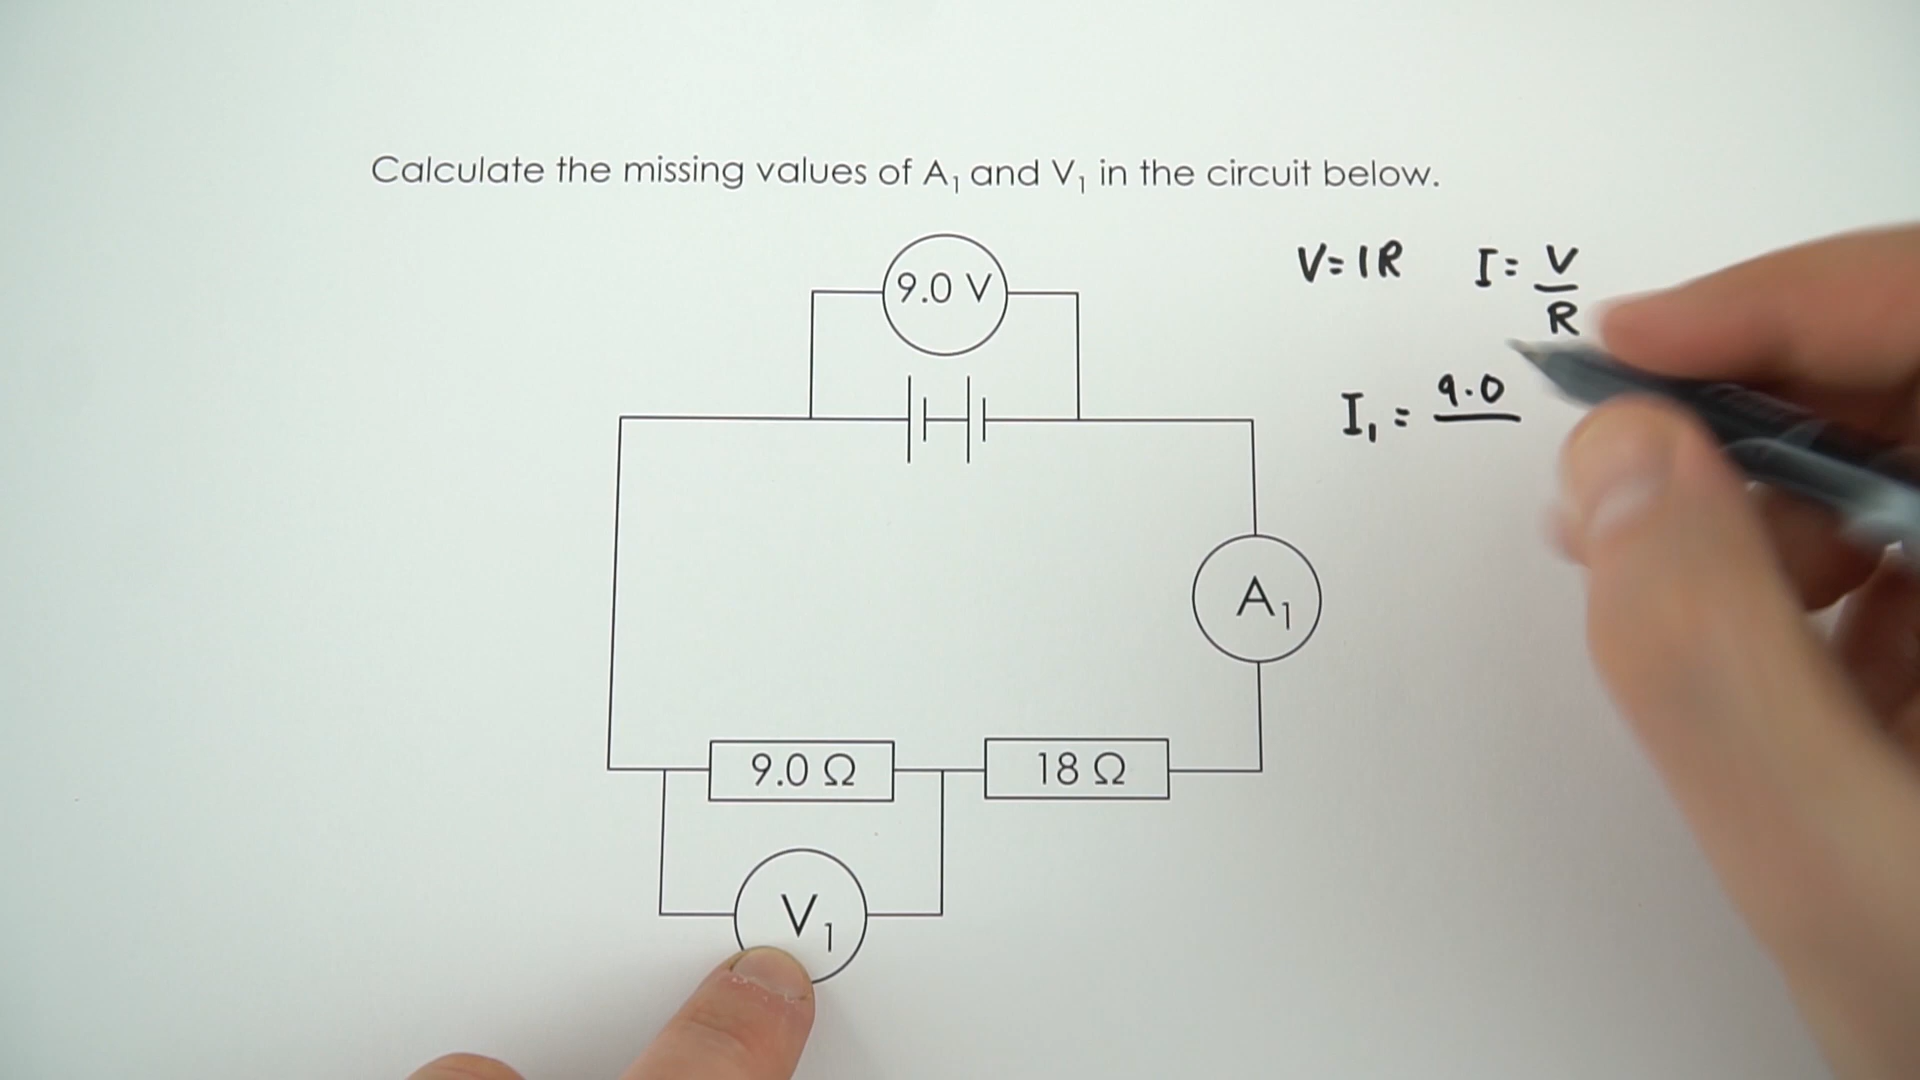 Calculate the missing values of A₁ and V₁ in the circuit below.
9.0 V
V=IR I= V/R
I₁ = 9.0
A₁
9.0 Ω
18 Ω
V₁